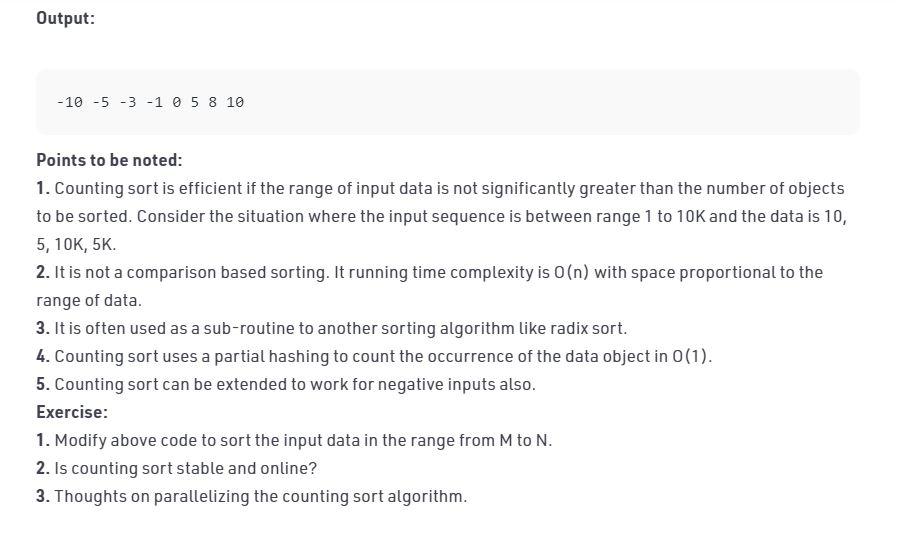 Output:
-10 -5 -3 -1 0 5 8 10
Points to be noted:
1. Counting sort is efficient if the range of input data is not significantly greater than the number of objects
to be sorted. Consider the situation where the input sequence is between range 1 to 10K and the data is 10,
5, 10K, 5K.
2. It is not a comparison based sorting. It running time complexity is O(n) with space proportional to the
range of data.
3. It is often used as a sub-routine to another sorting algorithm like radix sort.
4. Counting sort uses a partial hashing to count the occurrence of the data object in O(1).
5. Counting sort can be extended to work for negative inputs also.
Exercise:
1. Modify above code to sort the input data in the range from M to N.
2. Is counting sort stable and online?
3. Thoughts on parallelizing the counting sort algorithm.